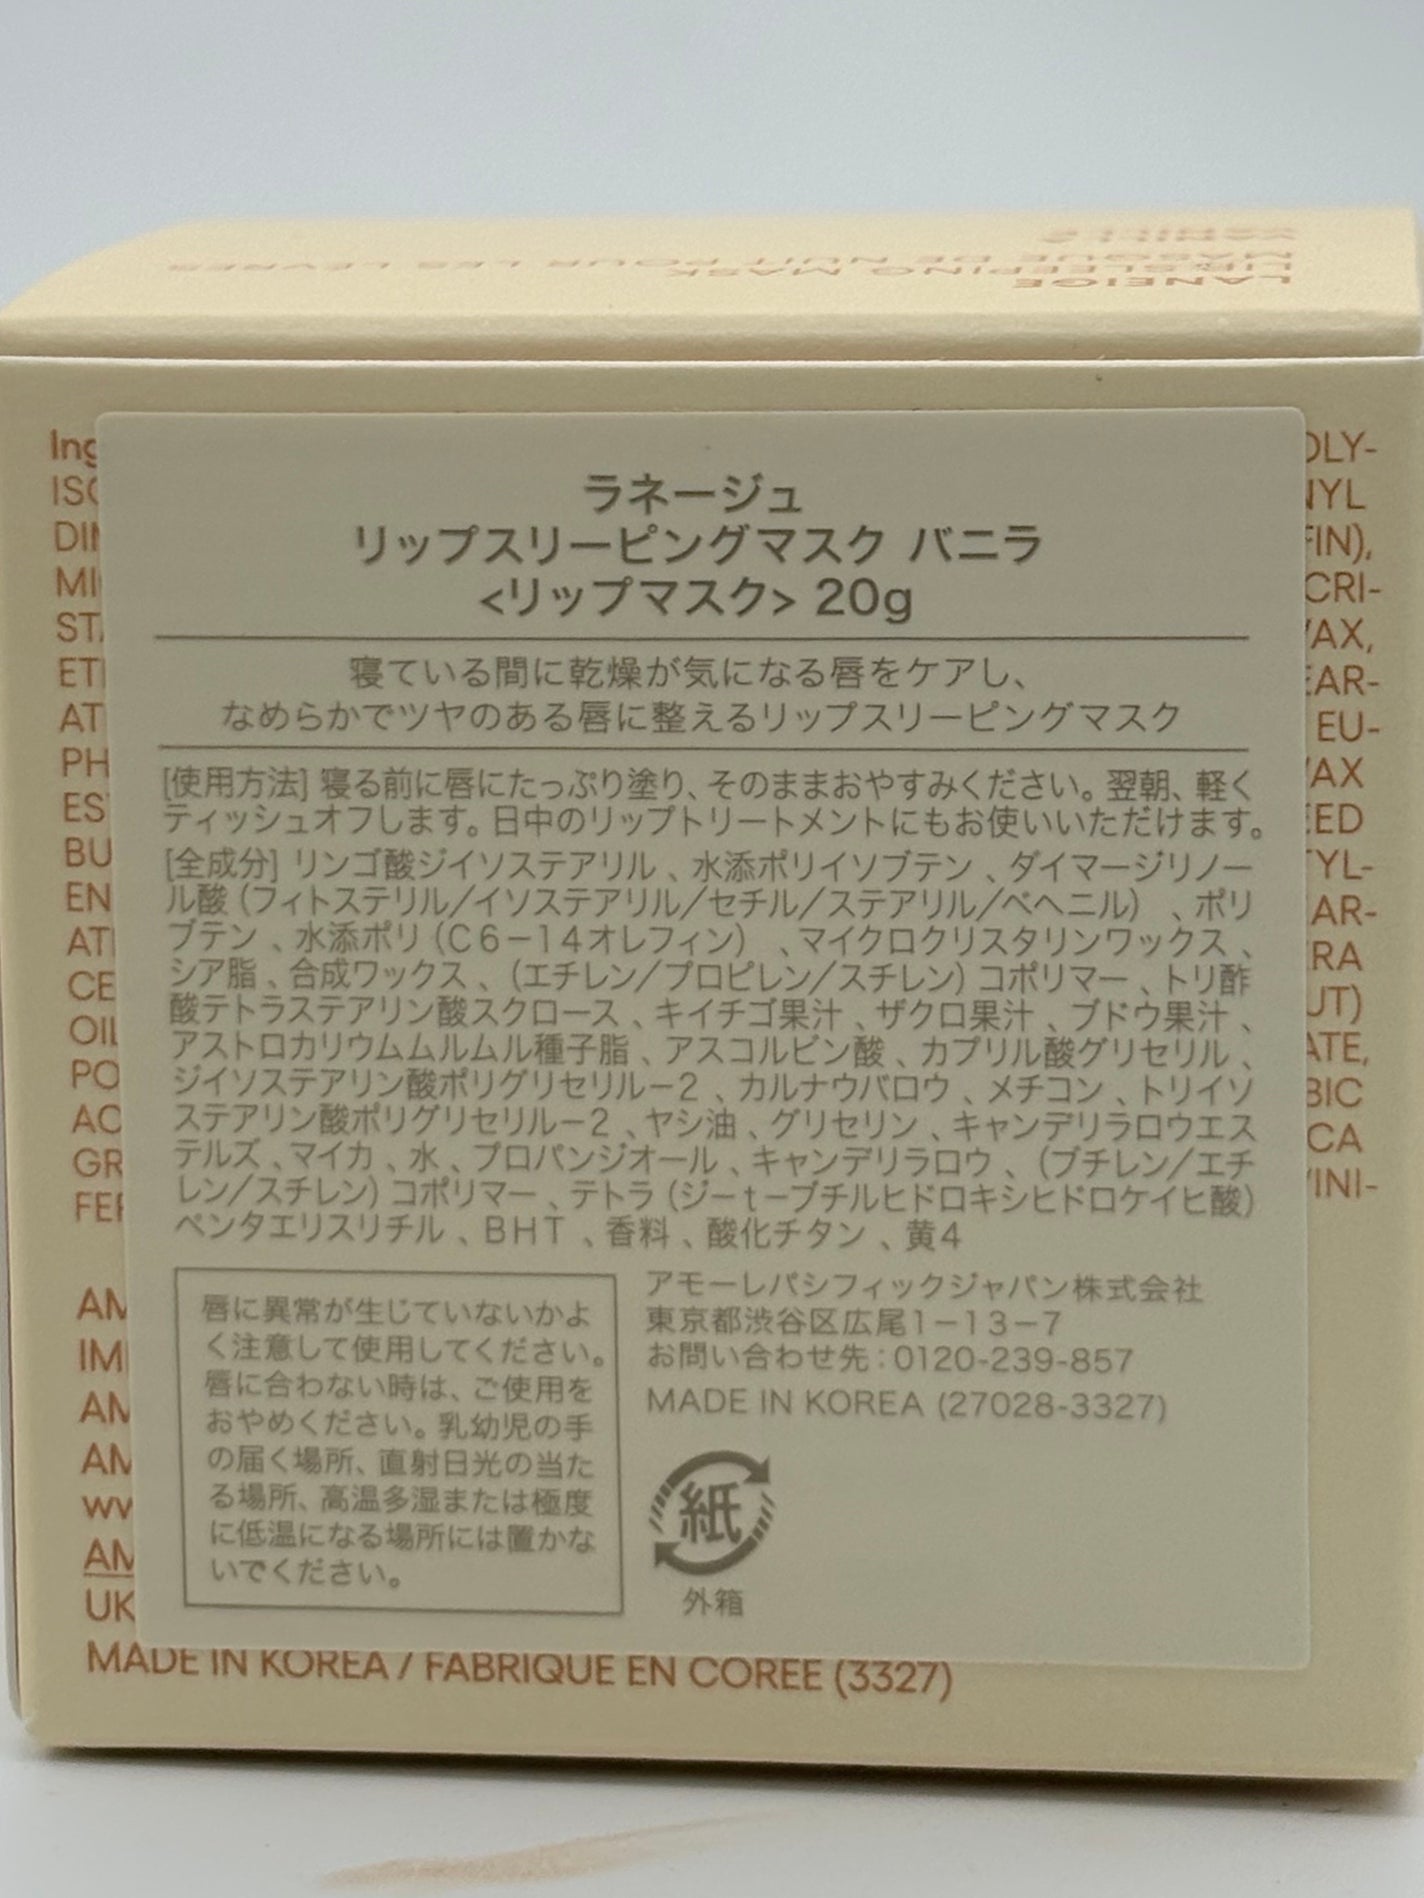 LANEIGE
LIP SLEEPING MASK
MASQUE DE NUIT POUR LES LÈVRES
ラネージュ
リップスリーピングマスク バニラ
<リップマスク> 20g
寝ている間に乾燥が気になる唇をケアし、
なめらかでツヤのある唇に整えるリップスリーピングマスク
[使用方法] 寝る前に唇にたっぷり塗り、そのままおやすみください。翌朝、軽く
ティッシュオフします。日中のリップトリートメントにもお使いいただけます。
[全成分] リンゴ酸ジイソステアリル 、水添ポリイソブテン 、ダイマージリノー
ル酸（フィトステリル/イソステアリル/セチル/ステアリル/ベヘニル） 、ポリ
ブテン 、水添ポリ（C6-14オレフィン） 、マイクロクリスタリンワックス 、
シア脂 、合成ワックス 、（エチレン/プロピレン/スチレン）コポリマー 、トリ酢
酸テトラステアリン酸スクロース 、キイチゴ果汁 、ザクロ果汁 、ブドウ果汁 、
アストロカリウムムルムル種子脂 、アスコルビン酸 、カプリル酸グリセリル 、
ジイソステアリン酸ポリグリセリル-2 、カルナウバロウ 、メチコン 、トリイソ
ステアリン酸ポリグリセリル-2 、ヤシ油 、グリセリン 、キャンデリラロウエス
テルズ 、マイカ 、水 、プロパンジオール 、キャンデリラロウ 、（ブチレン/エチ
レン/スチレン）コポリマー 、テトラ（ジ-t-ブチルヒドロキシヒドロケイヒ酸）
ペンタエリスリチル 、BHT 、香料 、酸化チタン 、黄4
唇に異常が生じていないかよ
く注意して使用してください。
唇に合わない時は、ご使用を
おやめください。乳幼児の手
の届く場所、直射日光の当た
る場所、高温多湿または極度
に低温になる場所には置かな
いでください。
アモーレパシフィックジャパン株式会社
東京都渋谷区広尾1-13-7
お問い合わせ先：0120-239-857
MADE IN KOREA (27028-3327)
紙
外箱
UK
MADE IN KOREA / FABRIQUE EN COREE (3327)